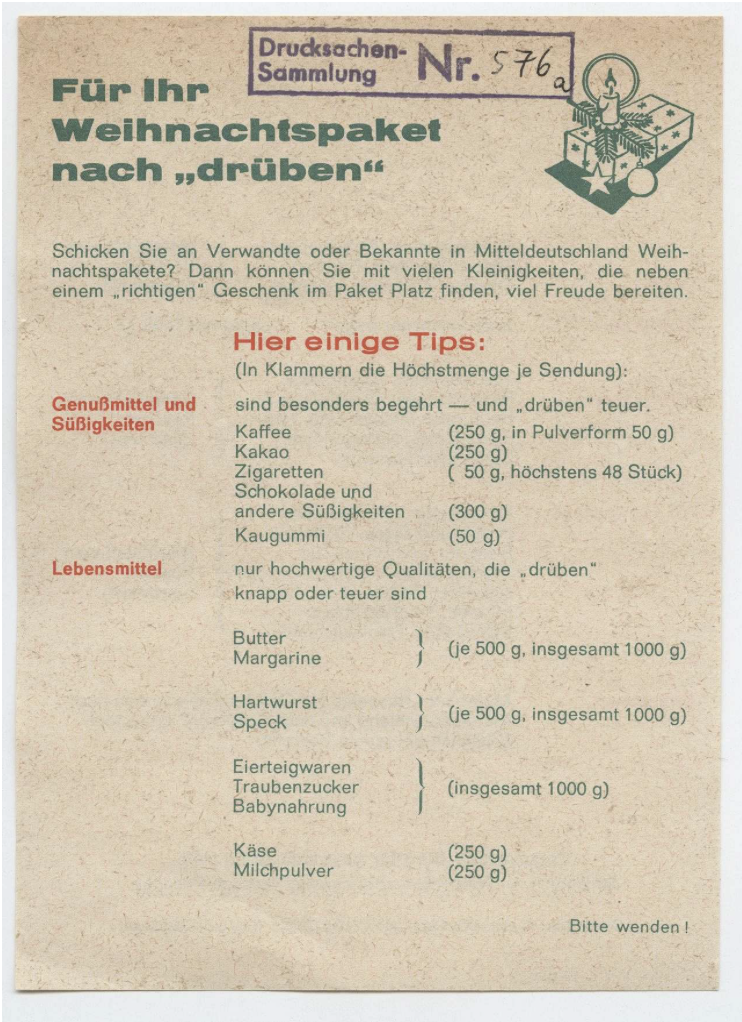 Drucksachen-
Sammlung Nr. 576a
Für Ihr
Weihnachtspaket
nach „drüben“
Schicken Sie an Verwandte oder Bekannte in Mitteldeutschland Weih-
nachtspakete? Dann können Sie mit vielen Kleinigkeiten, die neben
einem „richtigen“ Geschenk im Paket Platz finden, viel Freude bereiten.
Hier einige Tips:
(In Klammern die Höchstmenge je Sendung):
Genußmittel und sind besonders begehrt — und „drüben“ teuer.
Süßigkeiten
Kaffee (250 g, in Pulverform 50 g)
Kakao (250 g)
Zigaretten ( 50 g, höchstens 48 Stück)
Schokolade und
andere Süßigkeiten (300 g)
Kaugummi (50 g)
Lebensmittel nur hochwertige Qualitäten, die „drüben“
knapp oder teuer sind
Butter
Margarine } (je 500 g, insgesamt 1000 g)
Hartwurst
Speck } (je 500 g, insgesamt 1000 g)
Eierteigwaren
Traubenzucker } (insgesamt 1000 g)
Babynahrung
Käse (250 g)
Milchpulver (250 g)
Bitte wenden!